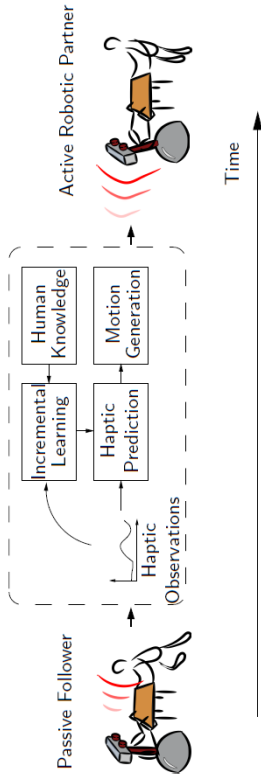 Passive Follower
Haptic
Observations
Incremental
Learning
Human
Knowledge
Haptic
Prediction
Motion
Generation
Active Robotic Partner
Time